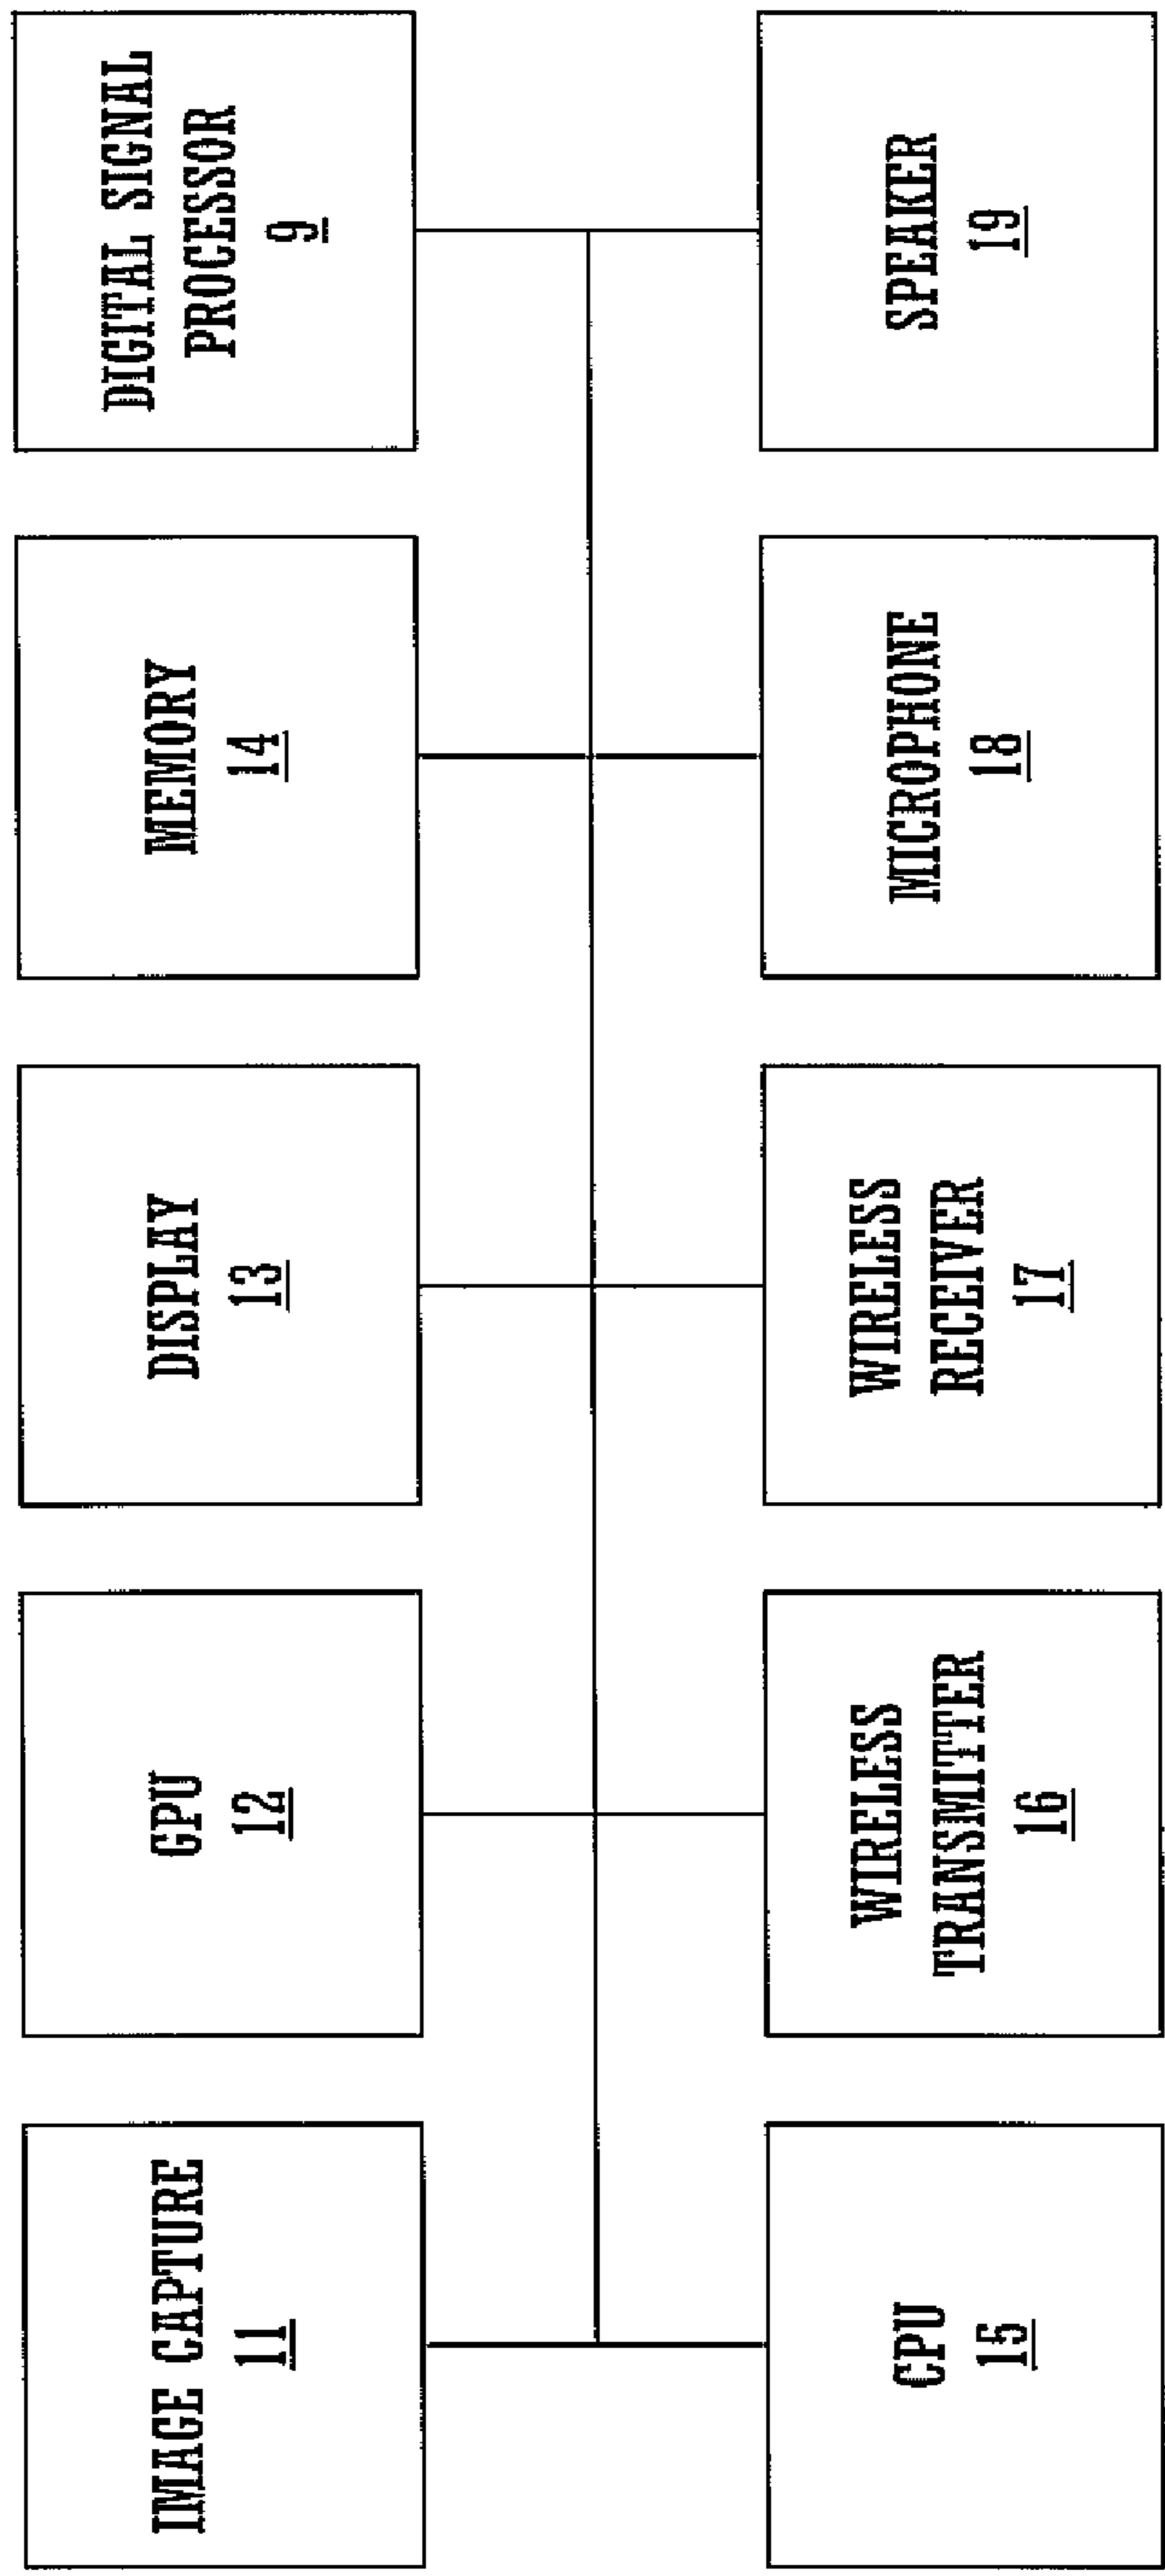 IMAGE CAPTURE
11
GPU
12
DISPLAY
13
MEMORY
14
DIGITAL SIGNAL
PROCESSOR
9
CPU
15
WIRELESS
TRANSMITTER
16
WIRELESS
RECEIVER
17
MICROPHONE
18
SPEAKER
19